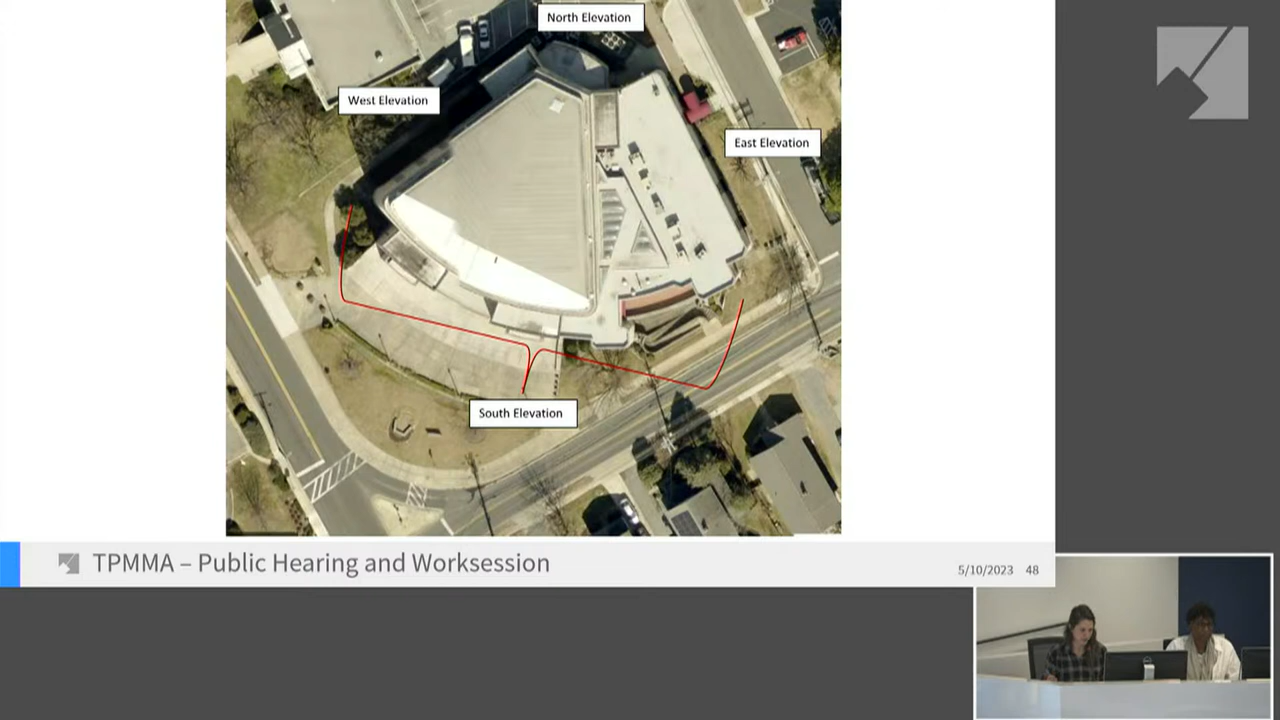 North Elevation
West Elevation
East Elevation
South Elevation
TPMMA – Public Hearing and Worksession
5/10/2023 48